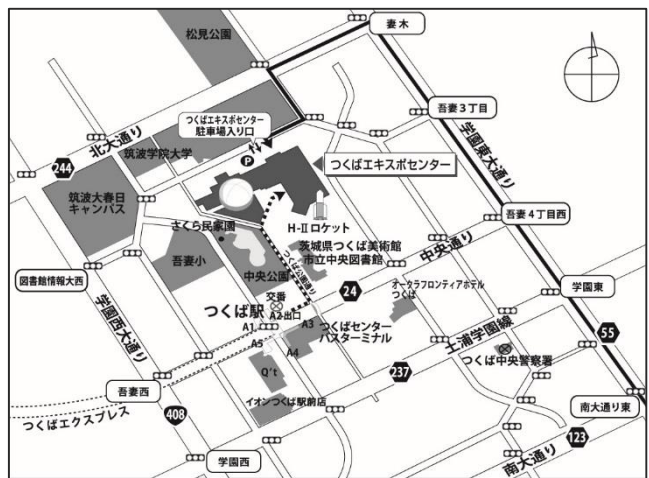 松見公園
妻木
吾妻3丁目
つくばエキスポセンター
駐車場入り口
P
北大通り
244
筑波学院大学
学園東大通り
つくばエキスポセンター
筑波大春日
キャンパス
吾妻4丁目西
さくら民家園
H-Ⅱロケット
吾妻小
茨城県つくば美術館
市立中央図書館
中央通り
つくば公園通り
中央公園
図書館情報大西
24
オークラフロンティアホテル
つくば
学園東
交番
つくば駅
A2出口
A1
A3
つくばセンター
バスターミナル
A5
A4
土浦学園線
55
学園西大通り
つくば中央警察署
Q't
237
吾妻西
408
イオンつくば駅前店
南大通り東
つくばエクスプレス
123
学園西
南大通り